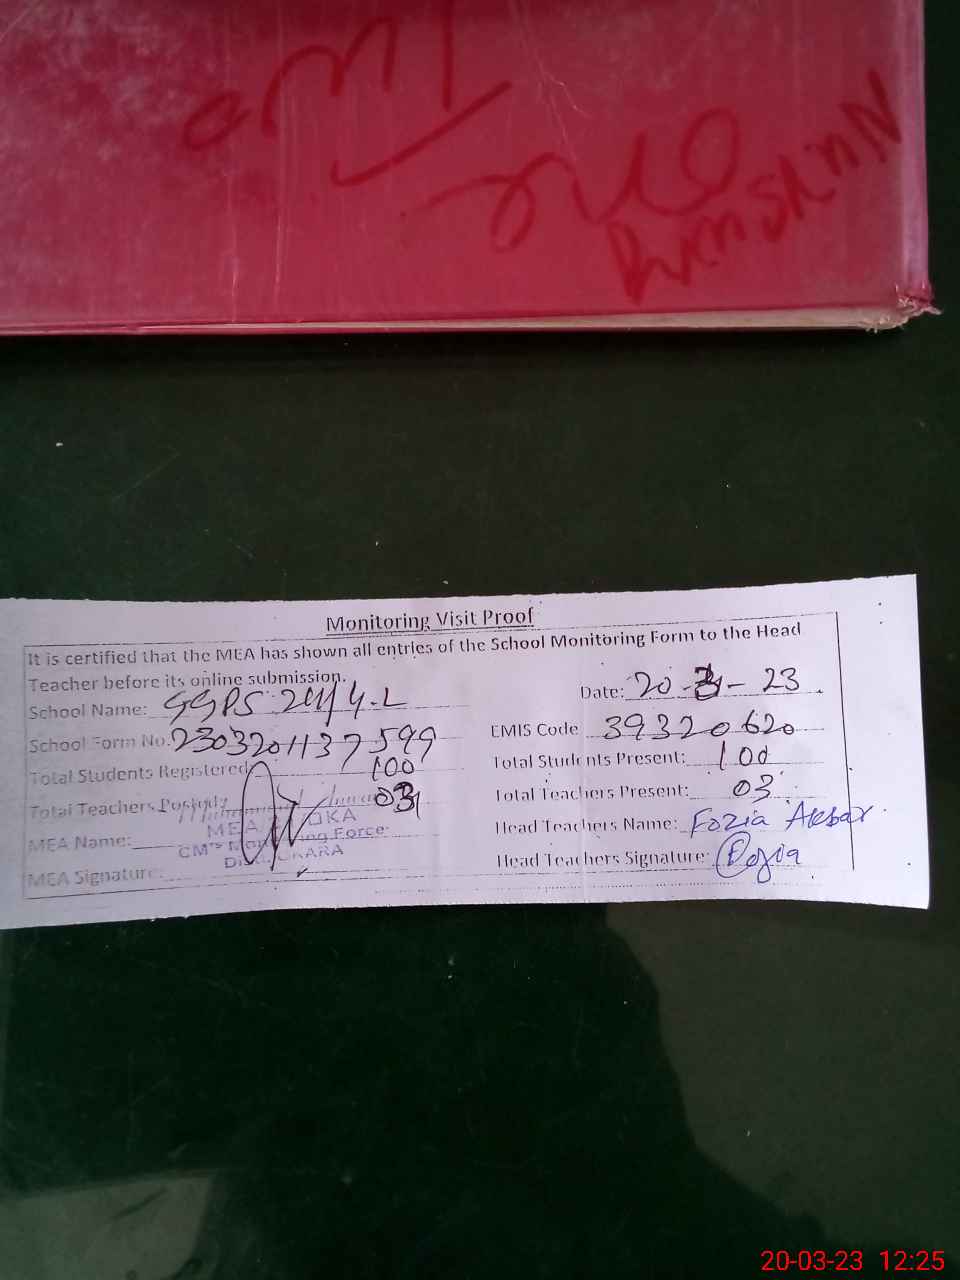 Monitoring Visit Proof
It is certified that the MEA has shown all entries of the School Monitoring Form to the Head
Teacher before its online submission.
School Name: GGPS 24/4.L
Date: 20-3-23
School Form No. 2303201137599
EMIS Code 39320620
Total Students Registered 100
Total Students Present: 100
Total Teachers 03
Total Teachers Present: 03
MEA OKA
MEA Name:
CM's Monitoring Force
Head Teachers Name: Fozia Akbar
OKARA
MEA Signature:
Head Teachers Signature: Fozia
20-03-23 12:25